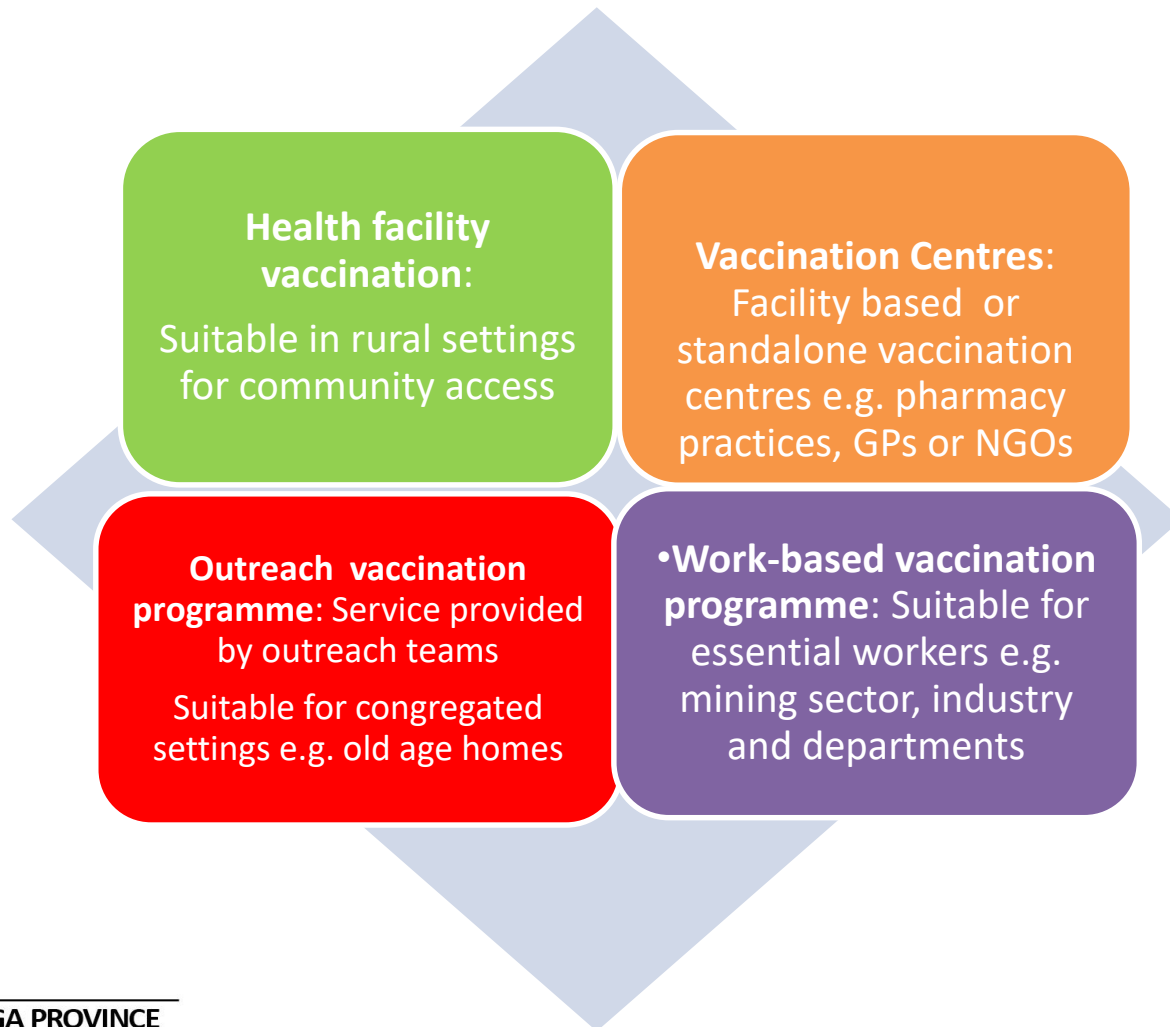 Health facility
vaccination:
Suitable in rural settings
for community access
Vaccination Centres:
Facility based or
standalone vaccination
centres e.g. pharmacy
practices, GPs or NGOs
Outreach vaccination
programme: Service provided
by outreach teams
Suitable for congregated
settings e.g. old age homes
•Work-based vaccination
programme: Suitable for
essential workers e.g.
mining sector, industry
and departments
GA PROVINCE